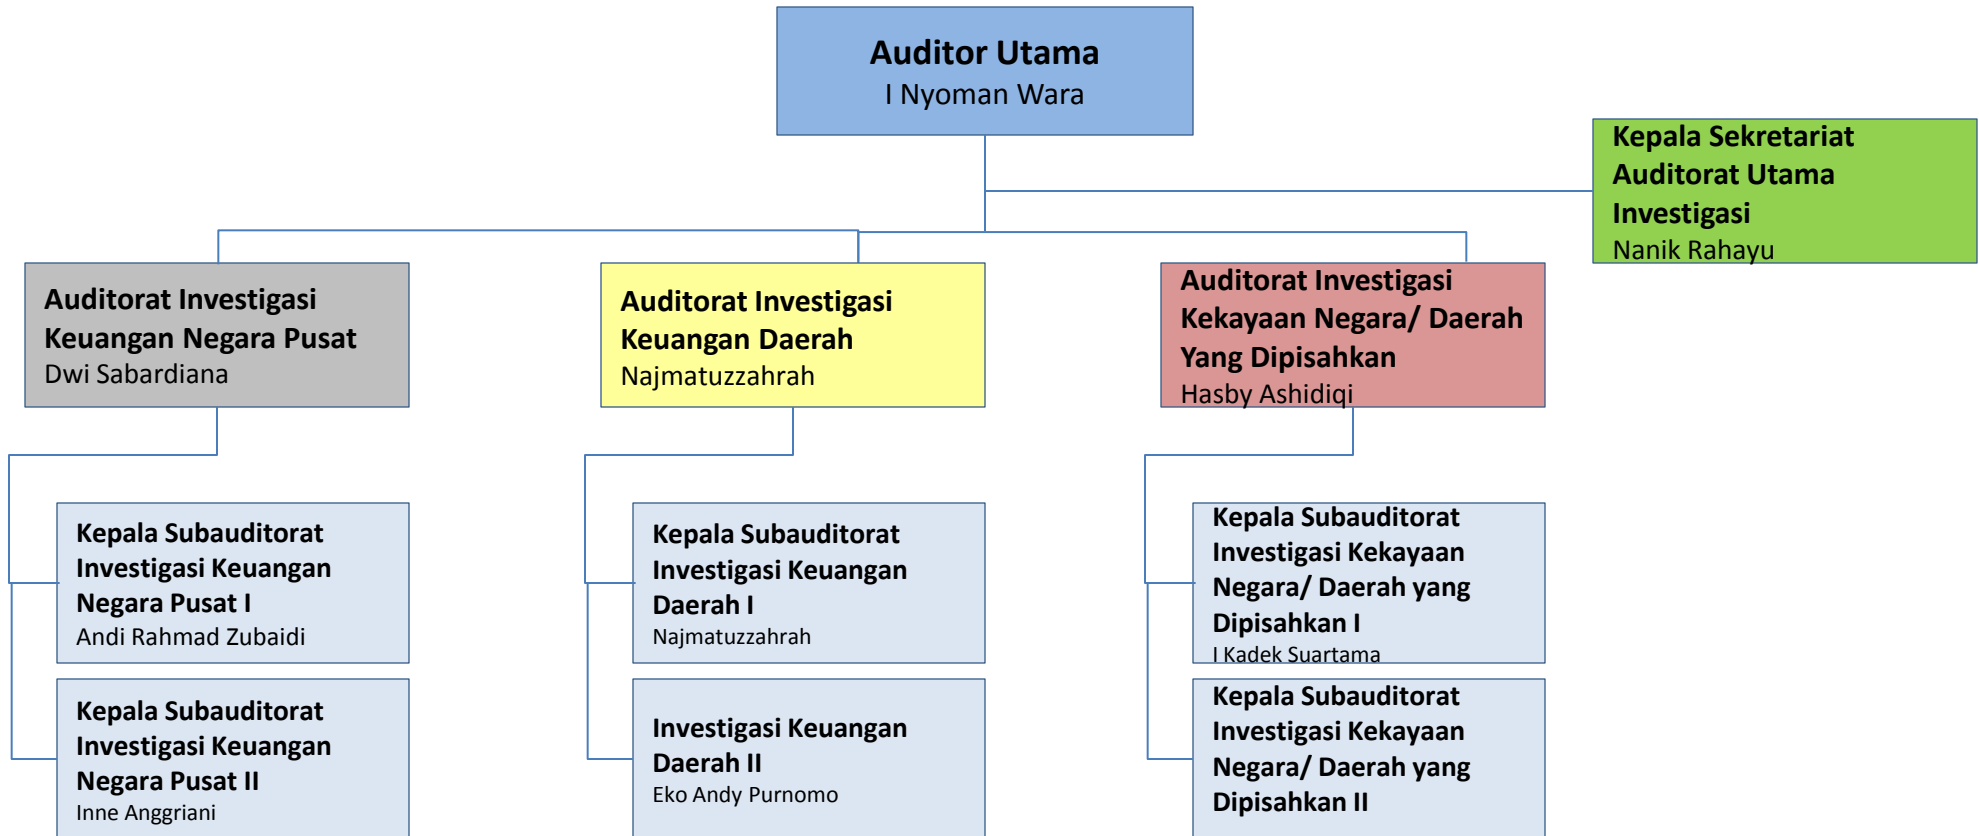 Auditor Utama
I Nyoman Wara
Kepala Sekretariat
Auditorat Utama
Investigasi
Nanik Rahayu
Auditorat Investigasi
Keuangan Negara Pusat
Dwi Sabardiana
Auditorat Investigasi
Keuangan Daerah
Najmatuzzahrah
Auditorat Investigasi
Kekayaan Negara/ Daerah
Yang Dipisahkan
Hasby Ashidiqi
Kepala Subauditorat
Investigasi Keuangan
Negara Pusat I
Andi Rahmad Zubaidi
Kepala Subauditorat
Investigasi Keuangan
Daerah I
Najmatuzzahrah
Kepala Subauditorat
Investigasi Kekayaan
Negara/ Daerah yang
Dipisahkan I
I Kadek Suartama
Kepala Subauditorat
Investigasi Keuangan
Negara Pusat II
Inne Anggriani
Investigasi Keuangan
Daerah II
Eko Andy Purnomo
Kepala Subauditorat
Investigasi Kekayaan
Negara/ Daerah yang
Dipisahkan II